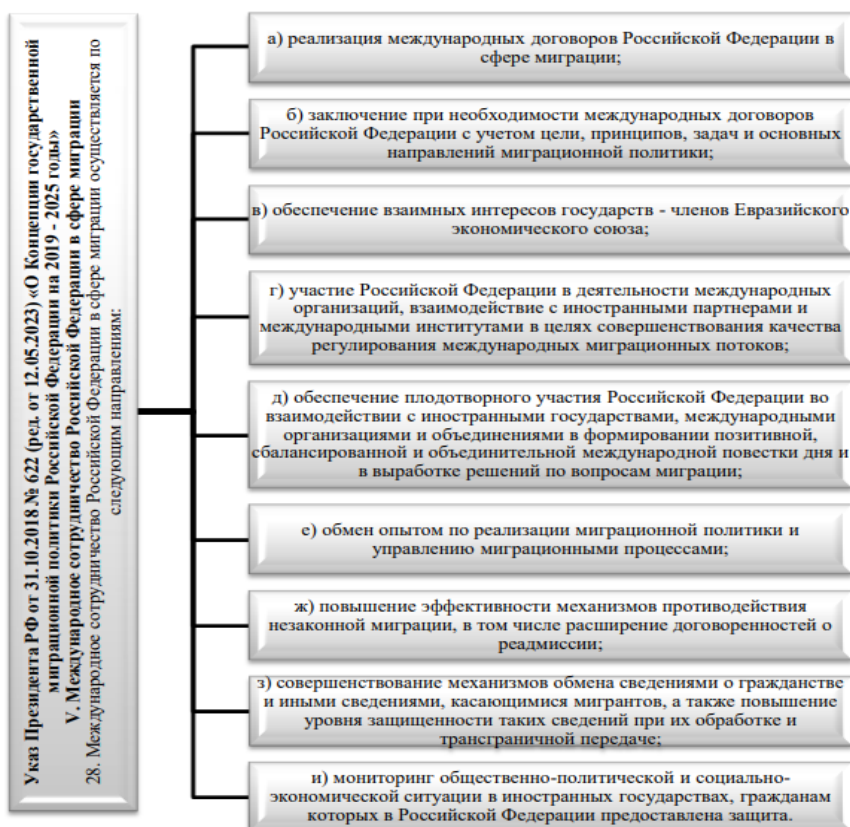 Указ Президента РФ от 31.10.2018 № 622 (ред. от 12.05.2023) «О Концепции государственной
миграционной политики Российской Федерации на 2019 - 2025 годы»
V. Международное сотрудничество Российской Федерации в сфере миграции
28. Международное сотрудничество Российской Федерации в сфере миграции осуществляется по
следующим направлениям:
а) реализация международных договоров Российской Федерации в
сфере миграции;
б) заключение при необходимости международных договоров
Российской Федерации с учетом цели, принципов, задач и основных
направлений миграционной политики;
в) обеспечение взаимных интересов государств - членов Евразийского
экономического союза;
г) участие Российской Федерации в деятельности международных
организаций, взаимодействие с иностранными партнерами и
международными институтами в целях совершенствования качества
регулирования международных миграционных потоков;
д) обеспечение плодотворного участия Российской Федерации во
взаимодействии с иностранными государствами, международными
организациями и объединениями в формировании позитивной,
сбалансированной и объединительной международной повестки дня и
в выработке решений по вопросам миграции;
е) обмен опытом по реализации миграционной политики и
управлению миграционными процессами;
ж) повышение эффективности механизмов противодействия
незаконной миграции, в том числе расширение договоренностей о
реадмиссии;
з) совершенствование механизмов обмена сведениями о гражданстве
и иными сведениями, касающимися мигрантов, а также повышение
уровня защищенности таких сведений при их обработке и
трансграничной передаче;
и) мониторинг общественно-политической и социально-
экономической ситуации в иностранных государствах, гражданам
которых в Российской Федерации предоставлена защита.